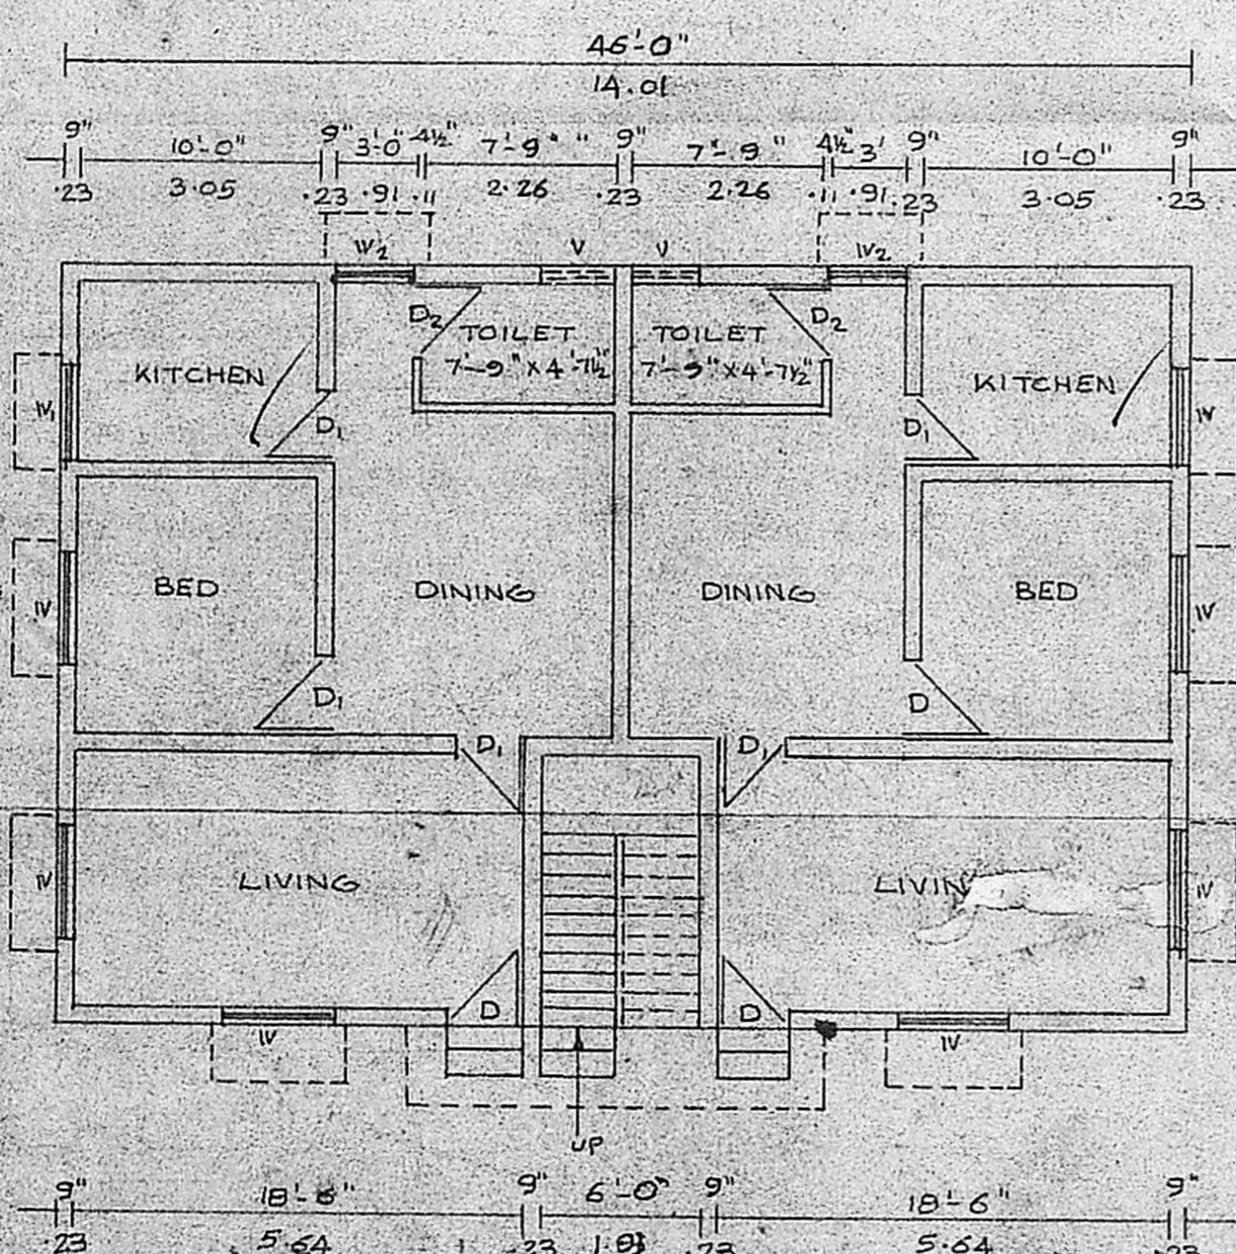 46'-0"
14.01
9" 10'-0" 9" 3'-0" 4½" 7'-9" " 9" 7'-9" 4½" 3' 9" 10'-0" 9"
.23 3.05 .23 .91 .11 2.26 .23 2.26 .11 .91 .23 3.05 .23
W2 V V W2
D2 TOILET TOILET D2
7'-9" X 4'-7½" 7'-9" X 4'-7½"
KITCHEN KITCHEN
W1 D1 D1 W
BED DINING DINING BED
W W
D1 D
D1 D1
W LIVING LIVIN W
D D
W W
UP
9" 18'-6" 9" 6'-0" 9" 18'-6" 9"
.23 5.64 .23 5.64